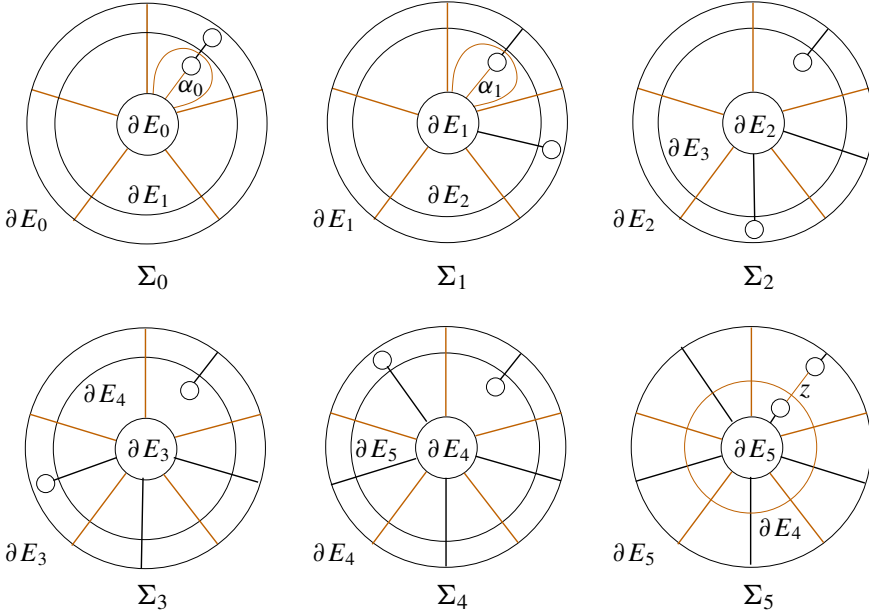 ∂E₀ α₀ ∂E₁ ∂E₀
Σ₀
∂E₁ α₁ ∂E₂ ∂E₁
Σ₁
∂E₂ ∂E₃ ∂E₂
Σ₂
∂E₄ ∂E₃ ∂E₃
Σ₃
∂E₅ ∂E₄ ∂E₄
Σ₄
z ∂E₅ ∂E₄ ∂E₅
Σ₅